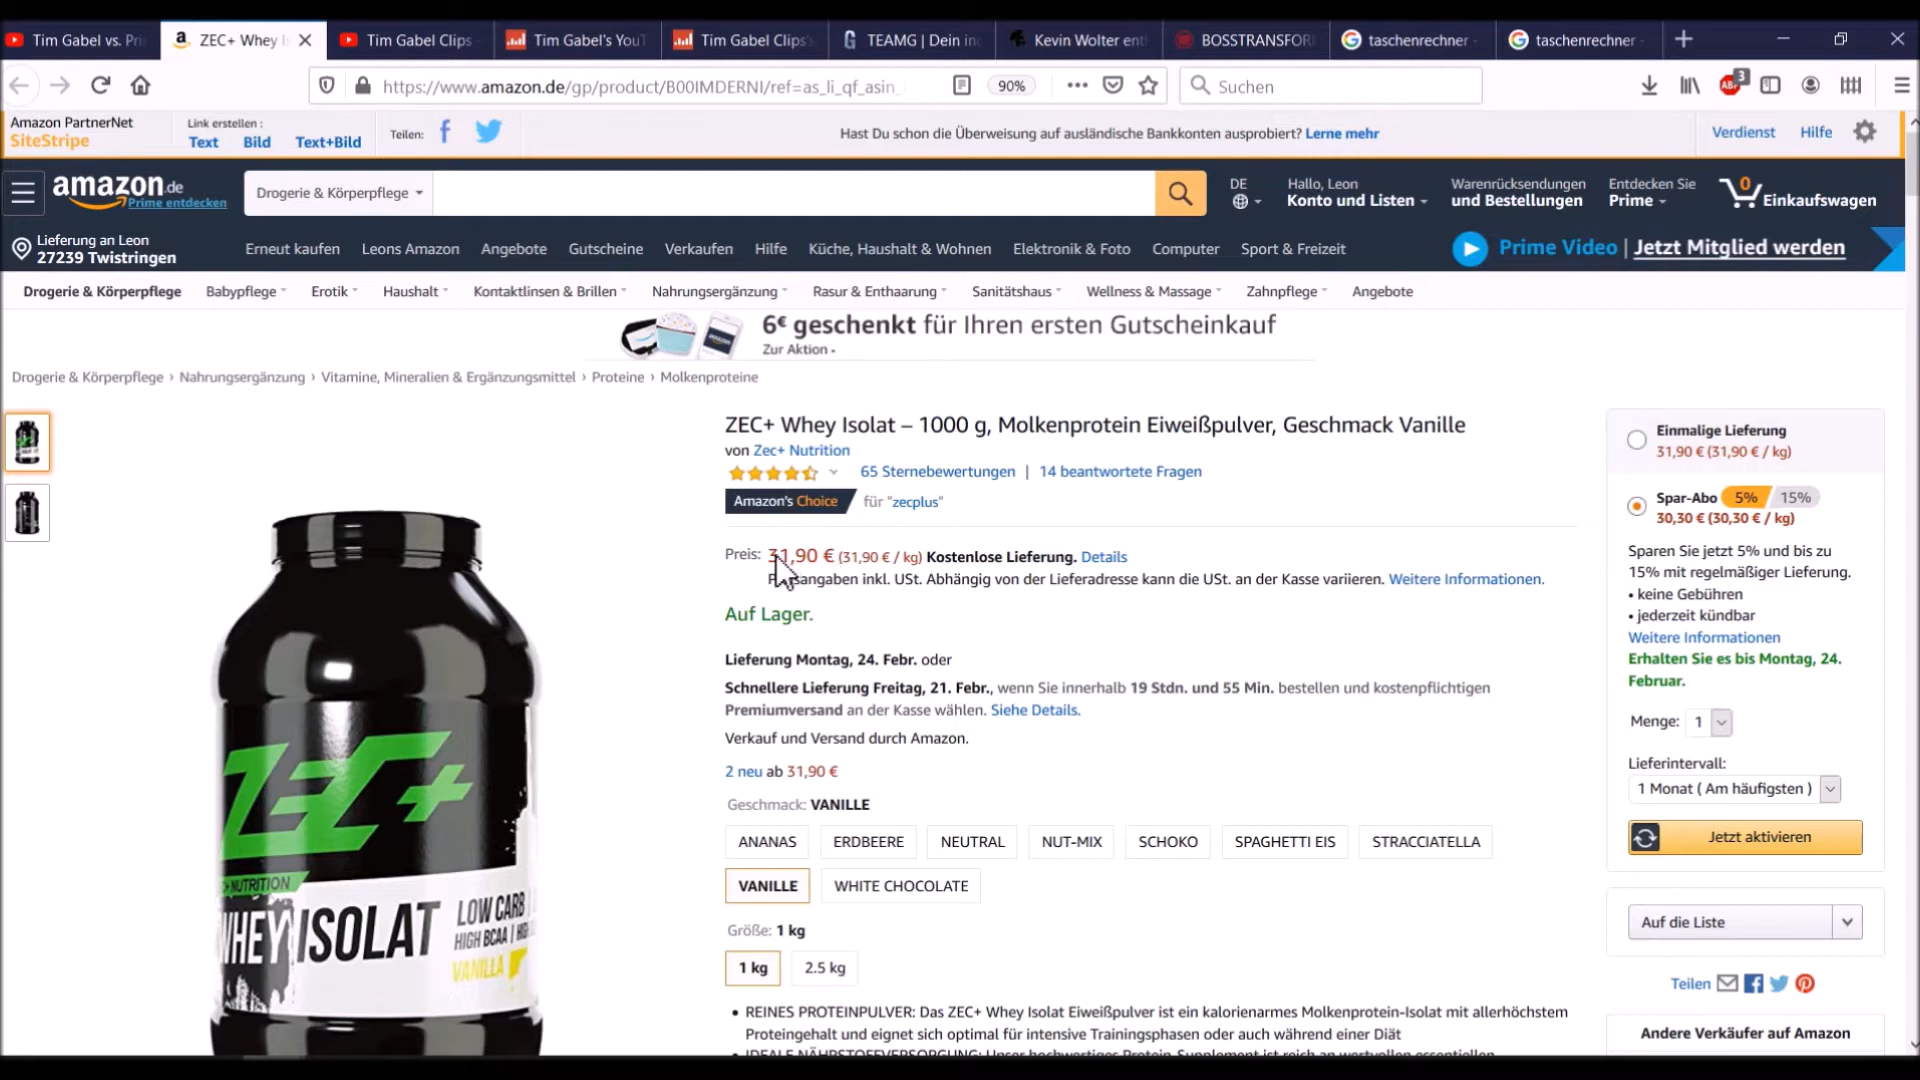 Tim Gabel vs. Pri
ZEC+ Whey I
Tim Gabel Clips
Tim Gabel's YouT
Tim Gabel Clips's
TEAMG | Dein in
Kevin Wolter ent
BOSSTRANSFOR
taschenrechner
taschenrechner
https://www.amazon.de/gp/product/B00IMDERNI/ref=as_li_qf_asin_
90%
Suchen
ABP
3
Amazon PartnerNet
SiteStripe
Link erstellen :
Text Bild Text+Bild
Teilen:
Hast Du schon die Überweisung auf ausländische Bankkonten ausprobiert? Lerne mehr
Verdienst Hilfe
amazon.de
Prime entdecken
Drogerie & Körperpflege
DE
Hallo, Leon
Konto und Listen
Warenrücksendungen
und Bestellungen
Entdecken Sie
Prime
0
Einkaufswagen
Lieferung an Leon
27239 Twistringen
Erneut kaufen Leons Amazon Angebote Gutscheine Verkaufen Hilfe Küche, Haushalt & Wohnen Elektronik & Foto Computer Sport & Freizeit
Prime Video | Jetzt Mitglied werden
Drogerie & Körperpflege Babypflege Erotik Haushalt Kontaktlinsen & Brillen Nahrungsergänzung Rasur & Enthaarung Sanitätshaus Wellness & Massage Zahnpflege Angebote
6€ geschenkt für Ihren ersten Gutscheinkauf
Zur Aktion
Drogerie & Körperpflege › Nahrungsergänzung › Vitamine, Mineralien & Ergänzungsmittel › Proteine › Molkenproteine
ZEC+ Whey Isolat – 1000 g, Molkenprotein Eiweißpulver, Geschmack Vanille
von Zec+ Nutrition
65 Sternebewertungen | 14 beantwortete Fragen
Amazon's Choice für "zecplus"
Preis: 31,90 € (31,90 € / kg) Kostenlose Lieferung. Details
Preisangaben inkl. USt. Abhängig von der Lieferadresse kann die USt. an der Kasse variieren. Weitere Informationen.
Auf Lager.
Lieferung Montag, 24. Febr. oder
Schnellere Lieferung Freitag, 21. Febr., wenn Sie innerhalb 19 Stdn. und 55 Min. bestellen und kostenpflichtigen
Premiumversand an der Kasse wählen. Siehe Details.
Verkauf und Versand durch Amazon.
2 neu ab 31,90 €
Geschmack: VANILLE
ANANAS ERDBEERE NEUTRAL NUT-MIX SCHOKO SPAGHETTI EIS STRACCIATELLA
VANILLE WHITE CHOCOLATE
Größe: 1 kg
1 kg 2.5 kg
• REINES PROTEINPULVER: Das ZEC+ Whey Isolat Eiweißpulver ist ein kalorienarmes Molkenprotein-Isolat mit allerhöchstem
Proteingehalt und eignet sich optimal für intensive Trainingsphasen oder auch während einer Diät
• IDEALE NÄHRSTOFFVERSORGUNG: Unser hochwertiges Protein-Supplement ist reich an wertvollen essentiellen
ZEC+
NUTRITION
WHEY ISOLAT
LOW CARB
HIGH BCAA
VANILLA
Einmalige Lieferung
31,90 € (31,90 € / kg)
Spar-Abo 5% 15%
30,30 € (30,30 € / kg)
Sparen Sie jetzt 5% und bis zu
15% mit regelmäßiger Lieferung.
• keine Gebühren
• jederzeit kündbar
Weitere Informationen
Erhalten Sie es bis Montag, 24.
Februar.
Menge: 1
Lieferintervall:
1 Monat ( Am häufigsten )
Jetzt aktivieren
Auf die Liste
Teilen
Andere Verkäufer auf Amazon